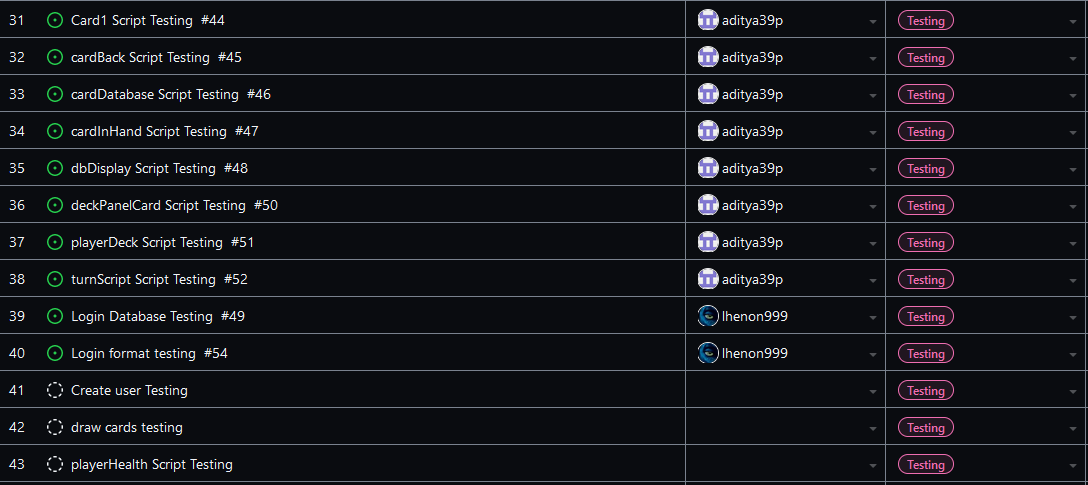 31 Card1 Script Testing #44 aditya39p Testing
32 cardBack Script Testing #45 aditya39p Testing
33 cardDatabase Script Testing #46 aditya39p Testing
34 cardInHand Script Testing #47 aditya39p Testing
35 dbDisplay Script Testing #48 aditya39p Testing
36 deckPanelCard Script Testing #50 aditya39p Testing
37 playerDeck Script Testing #51 aditya39p Testing
38 turnScript Script Testing #52 aditya39p Testing
39 Login Database Testing #49 lhenon999 Testing
40 Login format testing #54 lhenon999 Testing
41 Create user Testing Testing
42 draw cards testing Testing
43 playerHealth Script Testing Testing